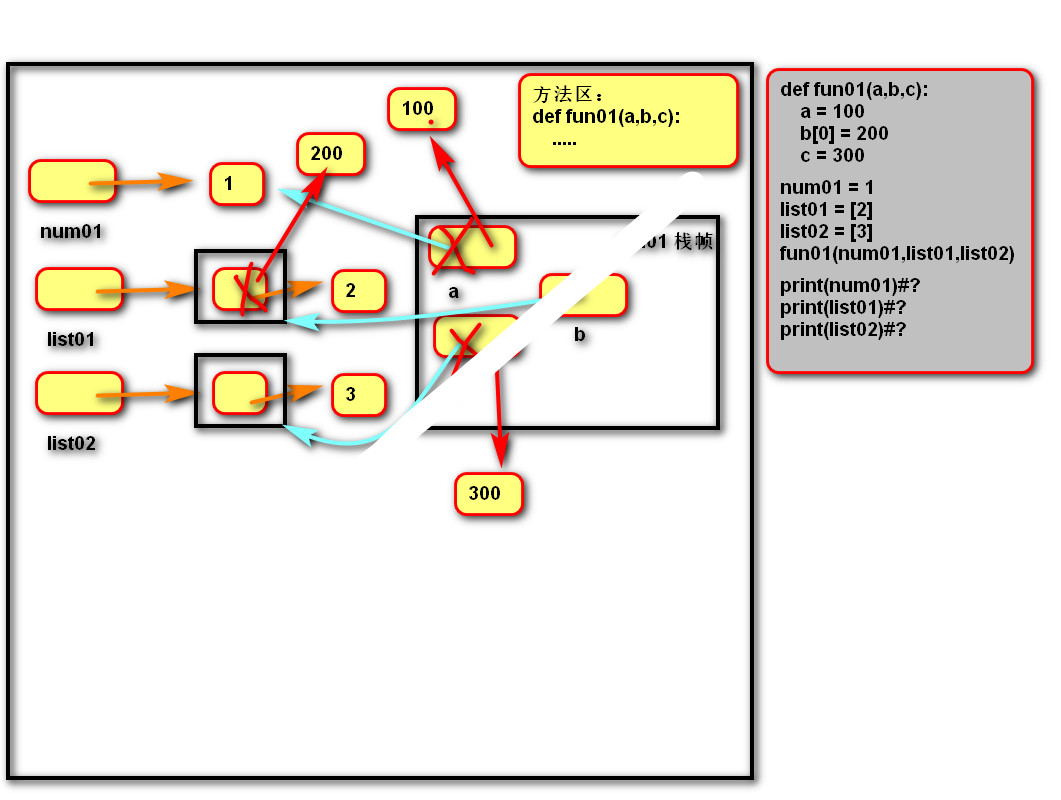 100
方法区：
def fun01(a,b,c):
.....
200
1
num01
01 栈帧
a
2
list01
b
3
list02
300
def fun01(a,b,c):
a = 100
b[0] = 200
c = 300
num01 = 1
list01 = [2]
list02 = [3]
fun01(num01,list01,list02)
print(num01)#?
print(list01)#?
print(list02)#?